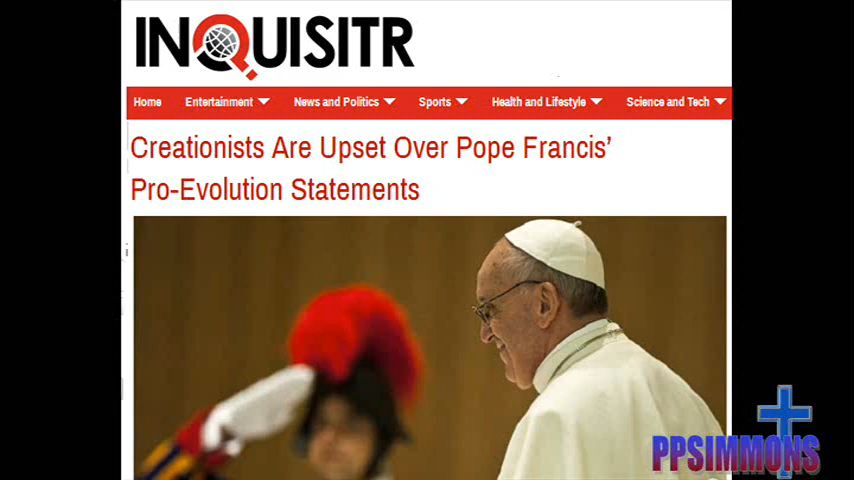 INQUISITR
Home Entertainment News and Politics Sports Health and Lifestyle Science and Tech
Creationists Are Upset Over Pope Francis’
Pro-Evolution Statements
PPSIMMONS